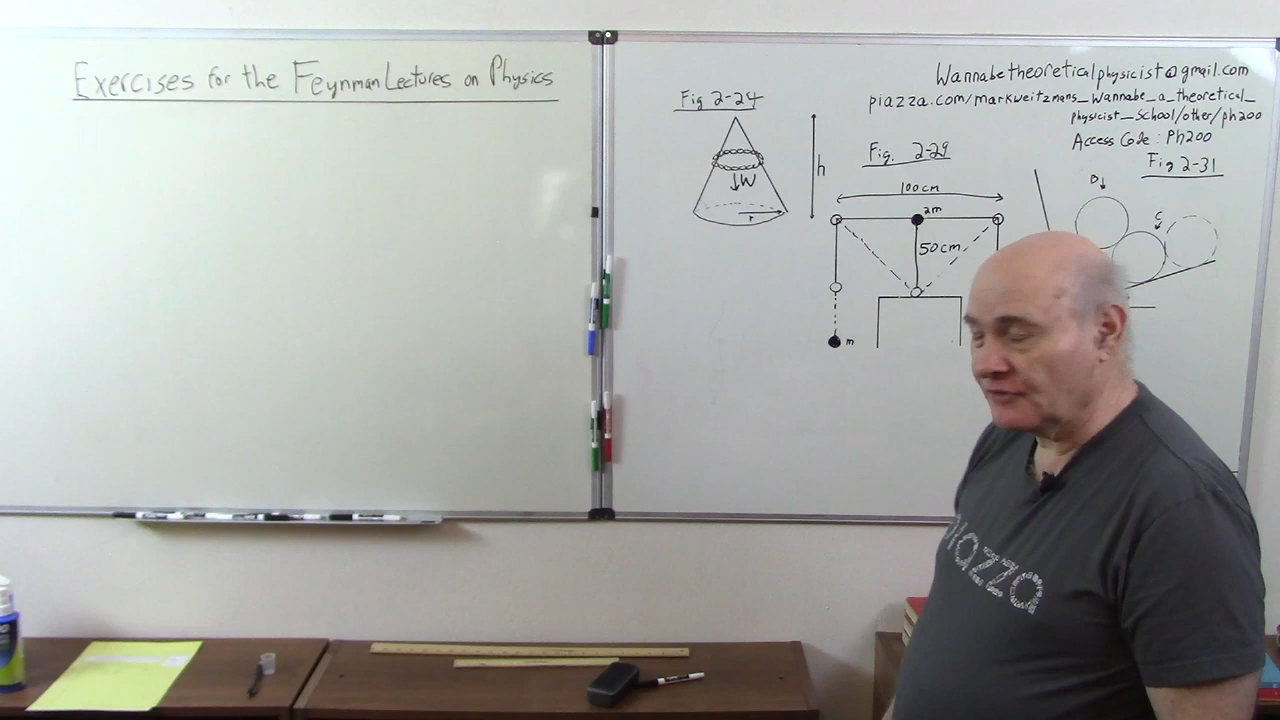 Exercises for the Feynman Lectures on Physics
Wannabetheoreticalphysicist@gmail.com
piazza.com/markweitzmans_wannabe_a_theoretical_
physicist_school/other/ph200
Access Code: Ph200
Fig 2-24
h
W
r
Fig. 2-29
100cm
2m
50cm
m
Fig 2-31
C
piazza